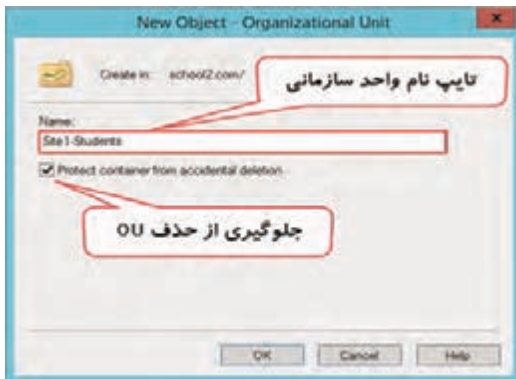 New Object - Organizational Unit
Create in: school2.com/
تایپ نام واحد سازمانی
Name:
Site1-Students
Protect container from accidental deletion
جلوگیری از حذف OU
OK
Cancel
Help